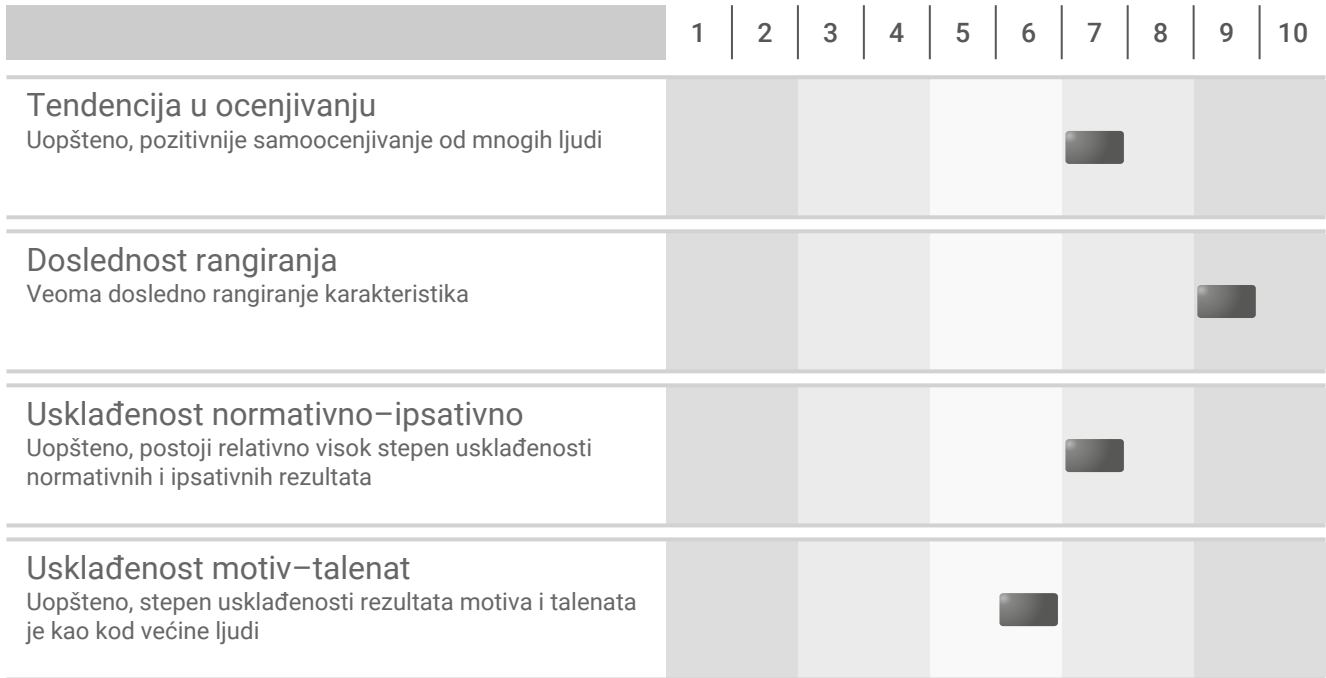 1 2 3 4 5 6 7 8 9 10
Tendencija u ocenjivanju
Uopšteno, pozitivnije samoocenjivanje od mnogih ljudi
Doslednost rangiranja
Veoma dosledno rangiranje karakteristika
Usklađenost normativno–ipsativno
Uopšteno, postoji relativno visok stepen usklađenosti
normativnih i ipsativnih rezultata
Usklađenost motiv–talenat
Uopšteno, stepen usklađenosti rezultata motiva i talenata
je kao kod većine ljudi